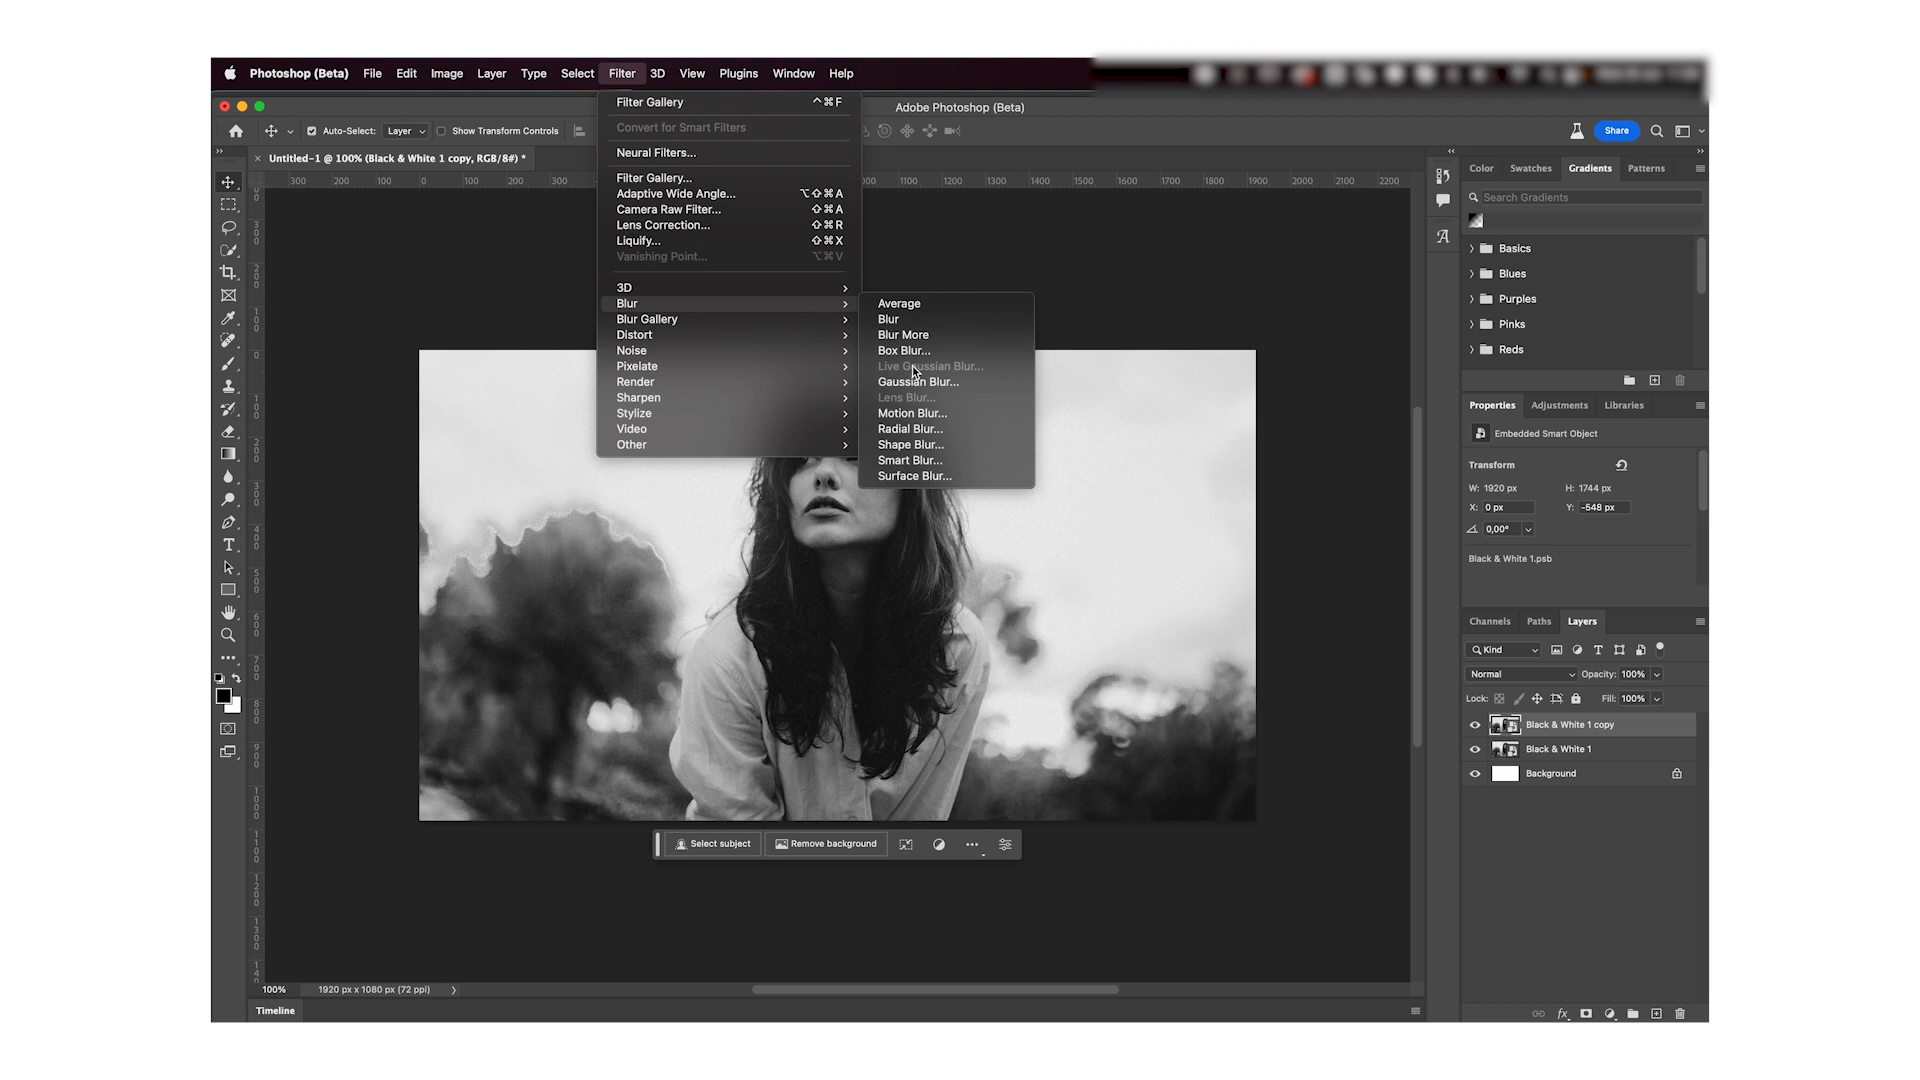 Photoshop (Beta) File Edit Image Layer Type Select Filter 3D View Plugins Window Help
Adobe Photoshop (Beta)
Auto-Select: Layer Show Transform Controls
Share
Untitled-1 @ 100% (Black & White 1 copy, RGB/8#) *
300 200 100 0 100 200 300
1100 1200 1300 1400 1500 1600 1700 1800 1900 2000 2100 2200
Filter Gallery ^⌘F
Convert for Smart Filters
Neural Filters...
Filter Gallery...
Adaptive Wide Angle... ⌥⇧⌘A
Camera Raw Filter... ⇧⌘A
Lens Correction... ⇧⌘R
Liquify... ⇧⌘X
Vanishing Point... ⌥⌘V
3D
Blur
Blur Gallery
Distort
Noise
Pixelate
Render
Sharpen
Stylize
Video
Other
Average
Blur
Blur More
Box Blur...
Live Gaussian Blur...
Gaussian Blur...
Lens Blur...
Motion Blur...
Radial Blur...
Shape Blur...
Smart Blur...
Surface Blur...
Select subject Remove background
100% 1920 px x 1080 px (72 ppi)
Timeline
Color Swatches Gradients Patterns
Search Gradients
Basics
Blues
Purples
Pinks
Reds
Properties Adjustments Libraries
Embedded Smart Object
Transform
W: 1920 px H: 1744 px
X: 0 px Y: -548 px
0,00°
Black & White 1.psb
Channels Paths Layers
Kind
Normal Opacity: 100%
Lock: Fill: 100%
Black & White 1 copy
Black & White 1
Background